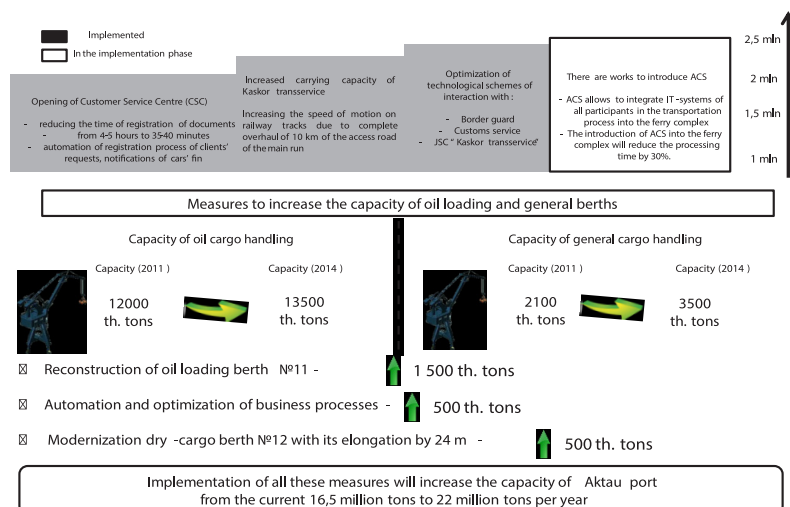 Implemented
In the implementation phase
2,5 mln
2 mln
1,5 mln
1 mln
Opening of Customer Service Centre (CSC)
- reducing the time of registration of documents
- from 4-5 hours to 35-40 minutes
- automation of registration process of clients'
requests, notifications of cars' fin
Increased carrying capacity of
Kaskor transservice
Increasing the speed of motion on
railway tracks due to complete
overhaul of 10 km of the access road
of the main run
Optimization of
technological schemes of
interaction with :
- Border guard
- Customs service
- JSC " Kaskor transservice"
There are works to introduce ACS
- ACS allows to integrate IT-systems of
all participants in the transportation
process into the ferry complex
- The introduction of ACS into the ferry
complex will reduce the processing
time by 30%.
Measures to increase the capacity of oil loading and general berths
Capacity of oil cargo handling
Capacity (2011 )
Capacity (2014 )
12000
th. tons
13500
th. tons
Capacity of general cargo handling
Capacity (2011 )
Capacity (2014 )
2100
th. tons
3500
th. tons
Reconstruction of oil loading berth №11 - 1 500 th. tons
Automation and optimization of business processes - 500 th. tons
Modernization dry -cargo berth №12 with its elongation by 24 m - 500 th. tons
Implementation of all these measures will increase the capacity of Aktau port
from the current 16,5 million tons to 22 million tons per year